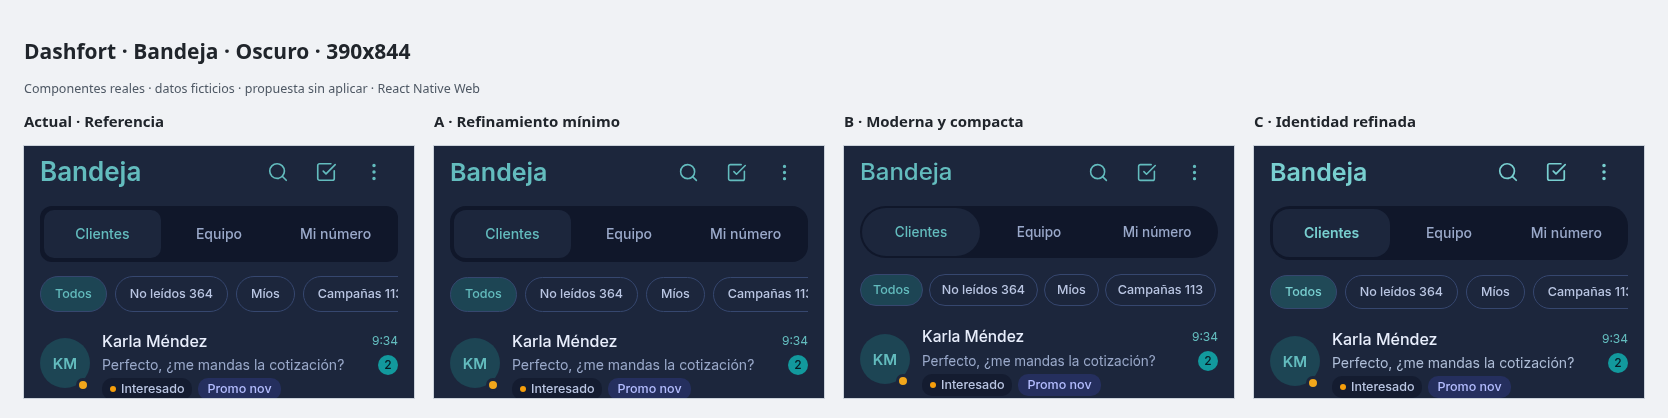 Dashfort · Bandeja · Oscuro · 390x844
Componentes reales · datos ficticios · propuesta sin aplicar · React Native Web
Actual · Referencia
Bandeja
Clientes Equipo Mi número
Todos No leídos 364 Míos Campañas 113
KM Karla Méndez 9:34
Perfecto, ¿me mandas la cotización? 2
Interesado Promo nov
A · Refinamiento mínimo
Bandeja
Clientes Equipo Mi número
Todos No leídos 364 Míos Campañas 113
KM Karla Méndez 9:34
Perfecto, ¿me mandas la cotización? 2
Interesado Promo nov
B · Moderna y compacta
Bandeja
Clientes Equipo Mi número
Todos No leídos 364 Míos Campañas 113
KM Karla Méndez 9:34
Perfecto, ¿me mandas la cotización? 2
Interesado Promo nov
C · Identidad refinada
Bandeja
Clientes Equipo Mi número
Todos No leídos 364 Míos Campañas 113
KM Karla Méndez 9:34
Perfecto, ¿me mandas la cotización? 2
Interesado Promo nov